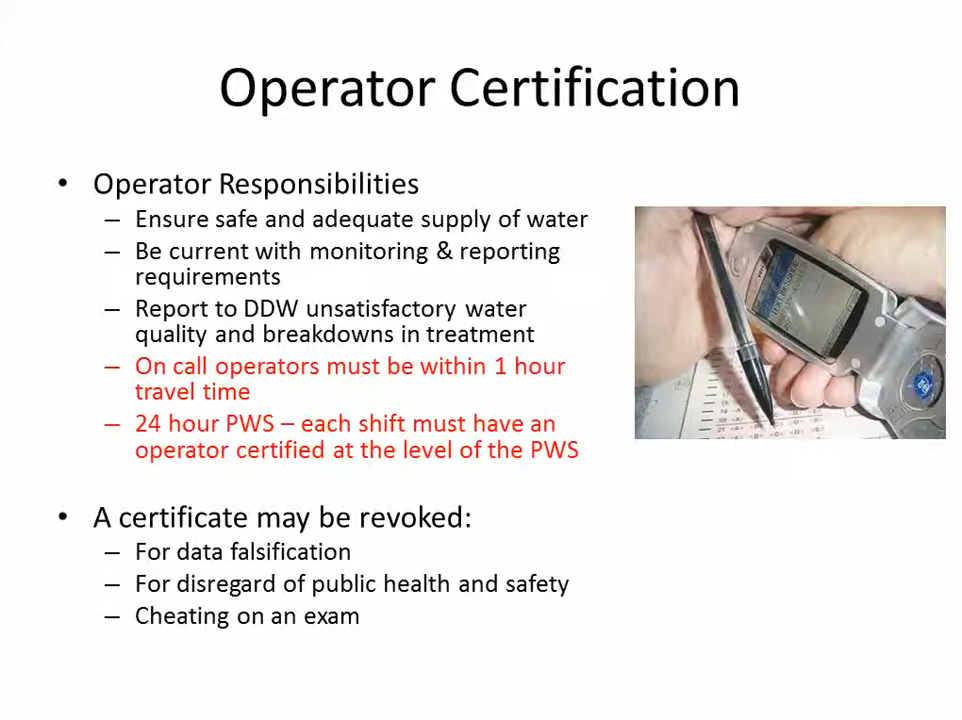 Operator Certification
• Operator Responsibilities
– Ensure safe and adequate supply of water
– Be current with monitoring & reporting
requirements
– Report to DDW unsatisfactory water
quality and breakdowns in treatment
– On call operators must be within 1 hour
travel time
– 24 hour PWS – each shift must have an
operator certified at the level of the PWS
• A certificate may be revoked:
– For data falsification
– For disregard of public health and safety
– Cheating on an exam